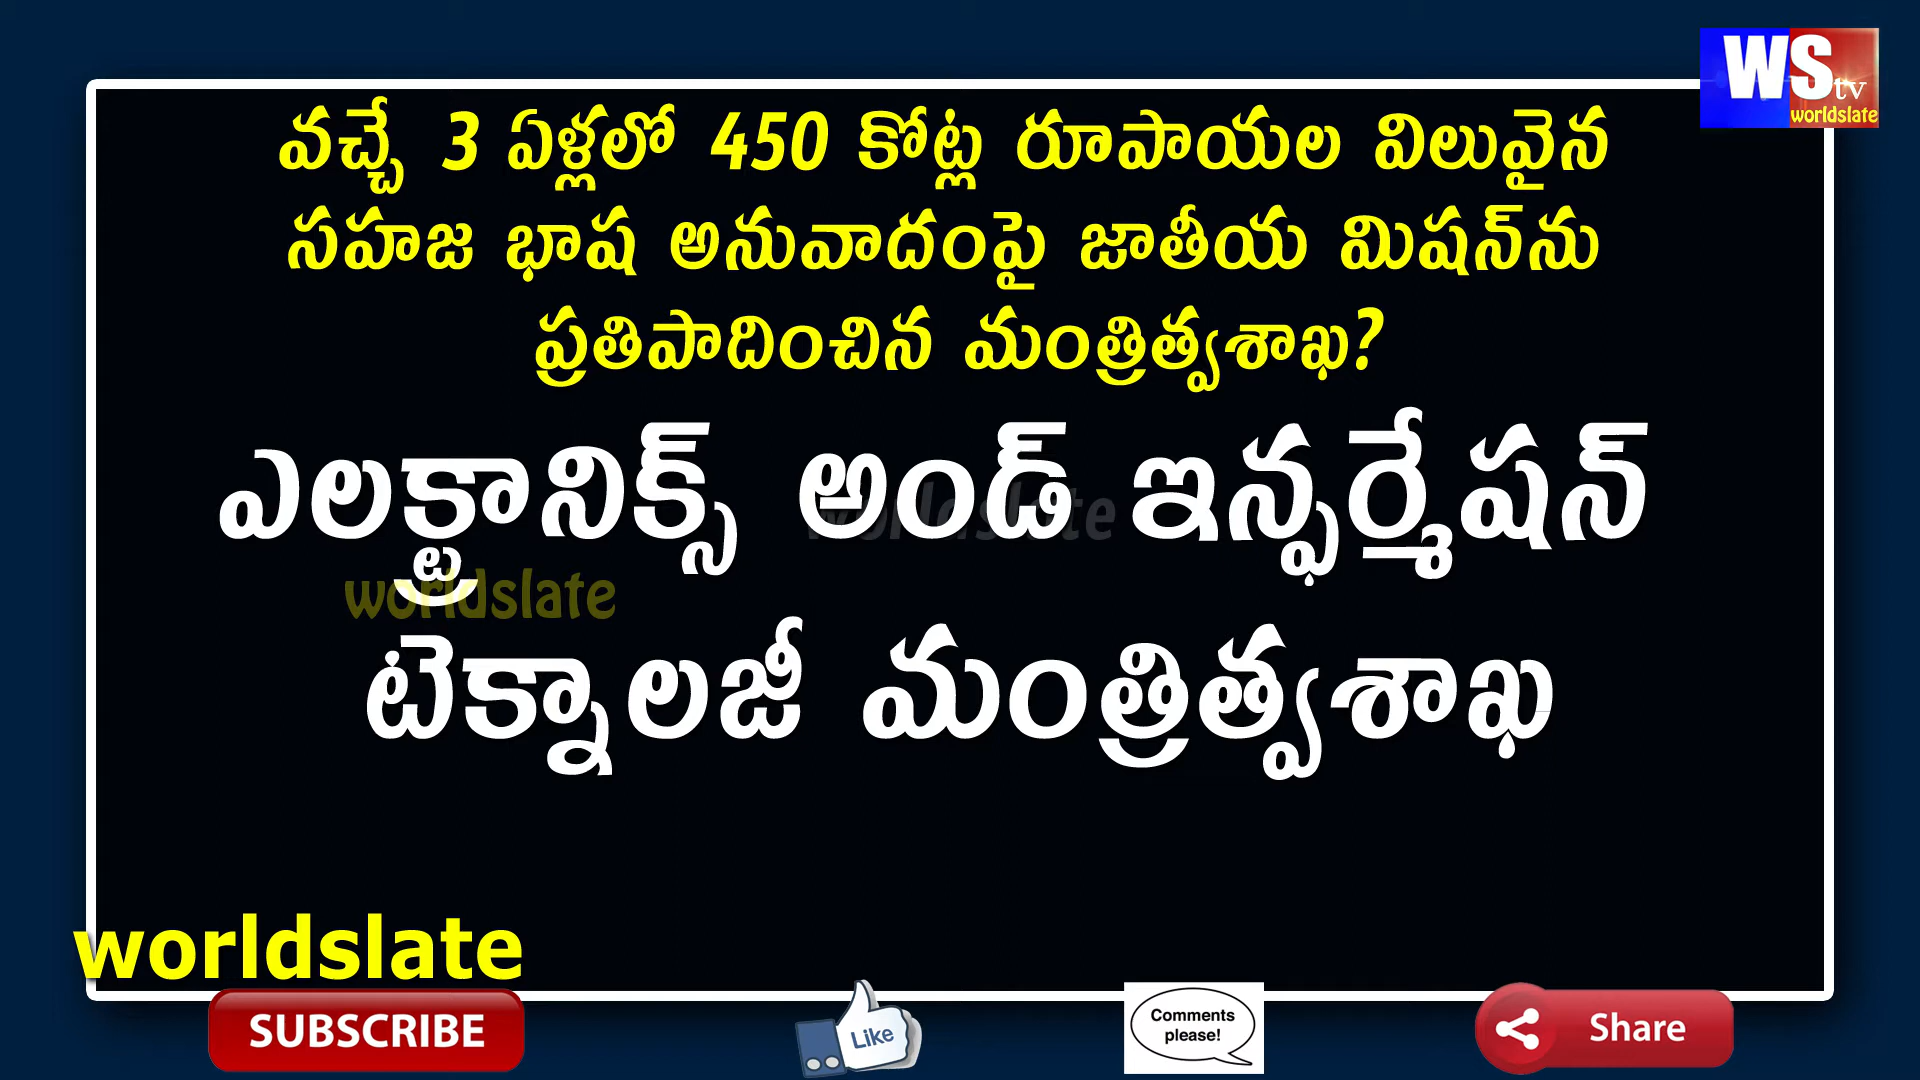 WS tv
worldslate
వచ్చే 3 ఏళ్లలో 450 కోట్ల రూపాయల విలువైన
సహజ భాష అనువాదంపై జాతీయ మిషన్‌ను
ప్రతిపాదించిన మంత్రిత్వశాఖ?
ఎలక్ట్రానిక్స్ అండ్ ఇన్ఫర్మేషన్
worldslate
worldslate
టెక్నాలజీ మంత్రిత్వశాఖ
worldslate
SUBSCRIBE
Like
Comments
please!
Share